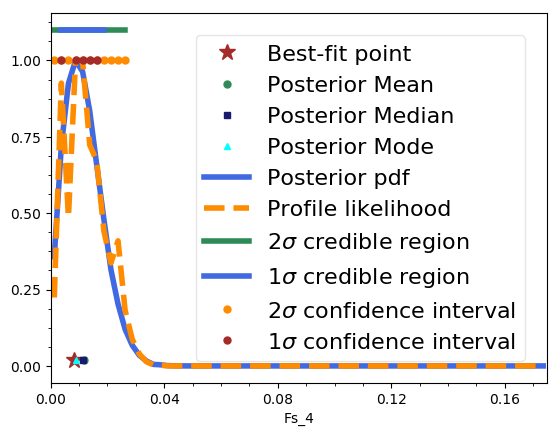 1.00
0.75
0.50
0.25
0.00
0.00 0.04 0.08 0.12 0.16
Fs_4
Best-fit point
Posterior Mean
Posterior Median
Posterior Mode
Posterior pdf
Profile likelihood
2σ credible region
1σ credible region
2σ confidence interval
1σ confidence interval